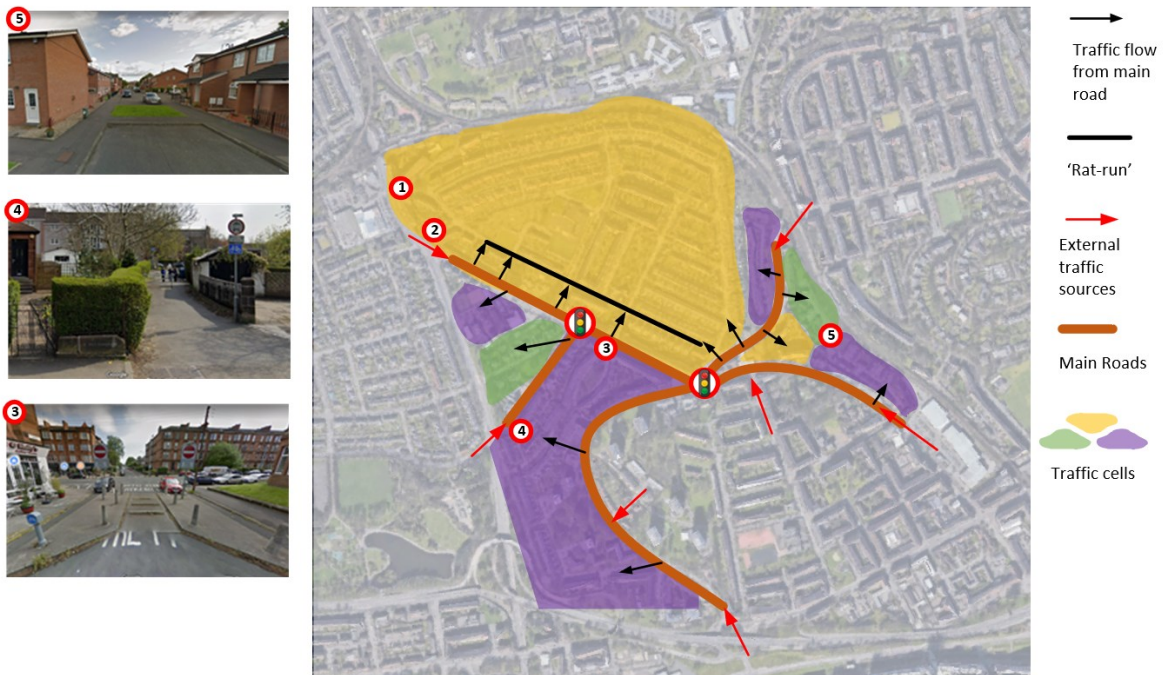 5
4
3
1
2
3
4
5
Traffic flow
from main
road
‘Rat-run’
External
traffic
sources
Main Roads
Traffic cells